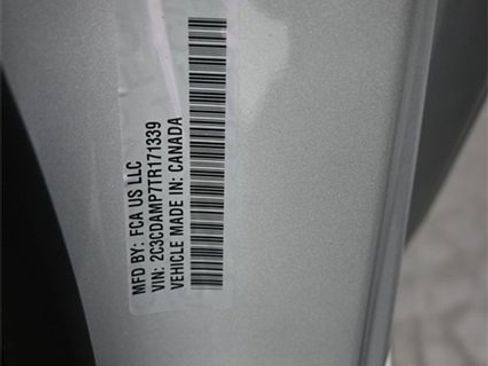 MFD BY: FCA US LLC
VIN: 2C3CDAMP7TR171339
VEHICLE MADE IN: CANADA